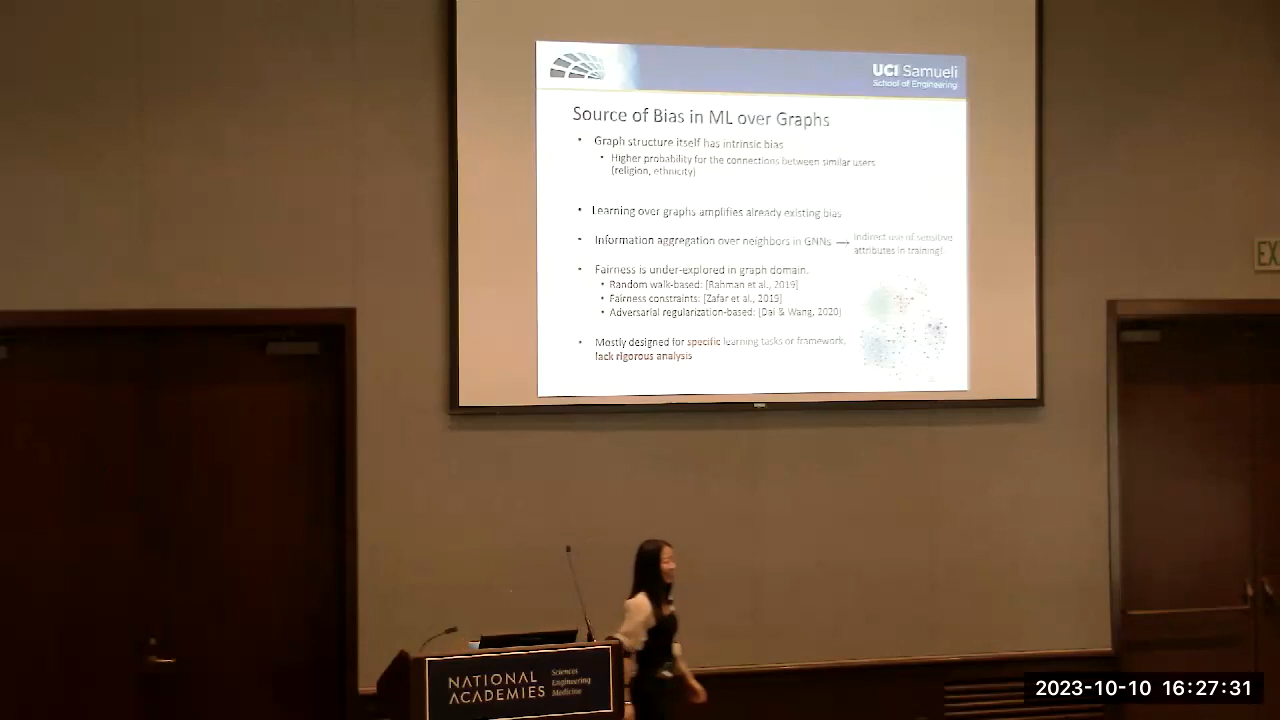 UCI Samueli
School of Engineering
Source of Bias in ML over Graphs
• Graph structure itself has intrinsic bias
• Higher probability for the connections between similar users
(religion, ethnicity)
• Learning over graphs amplifies already existing bias
• Information aggregation over neighbors in GNNs → Indirect use of sensitive
attributes in training!
• Fairness is under-explored in graph domain.
• Random walk-based: [Rahman et al., 2019]
• Fairness constraints: [Zafar et al., 2019]
• Adversarial regularization-based: [Dai & Wang, 2020]
• Mostly designed for specific learning tasks or framework,
lack rigorous analysis
EX
NATIONAL
ACADEMIES
Sciences
Engineering
Medicine
2023-10-10 16:27:31